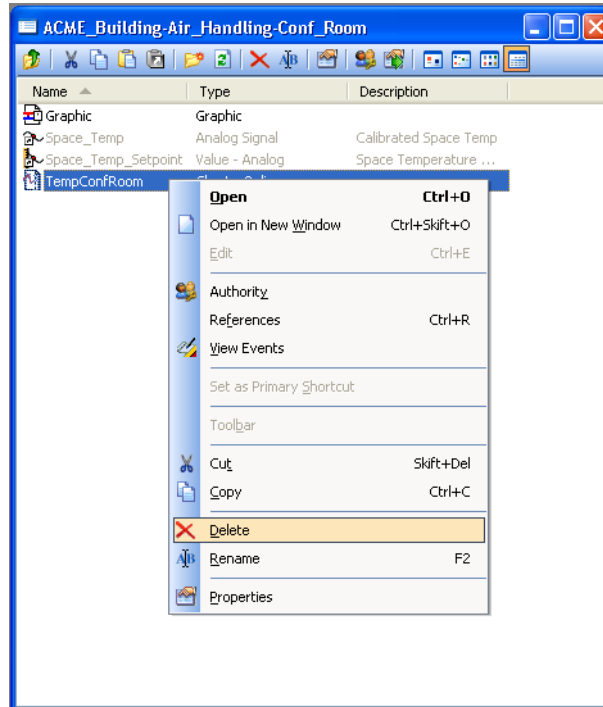 ACME_Building-Air_Handling-Conf_Room
Name Type Description
Graphic Graphic
Space_Temp Analog Signal Calibrated Space Temp
Space_Temp_Setpoint Value - Analog Space Temperature ...
TempConfRoom
Open Ctrl+O
Open in New Window Ctrl+Skift+O
Edit Ctrl+E
Authority
References Ctrl+R
View Events
Set as Primary Shortcut
Toolbar
Cut Skift+Del
Copy Ctrl+C
Delete
Rename F2
Properties